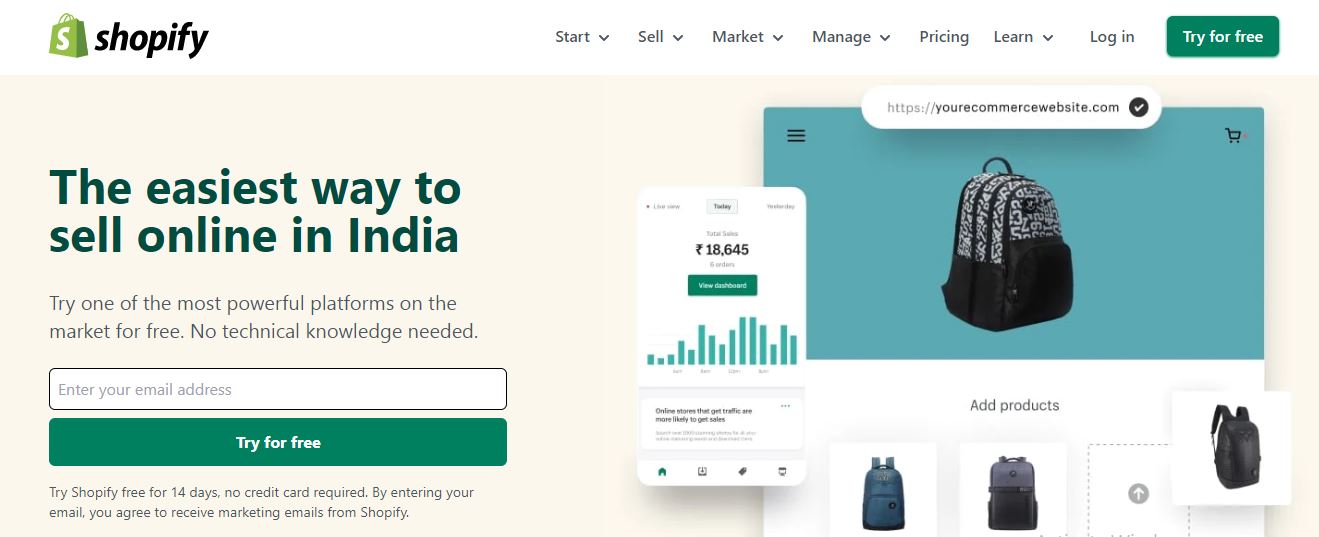 shopify
Start
Sell
Market
Manage
Pricing
Learn
Log in
Try for free
The easiest way to
sell online in India
Try one of the most powerful platforms on the
market for free. No technical knowledge needed.
Enter your email address
Try for free
Try Shopify free for 14 days, no credit card required. By entering your
email, you agree to receive marketing emails from Shopify.
https://yourecommercewebsite.com
Live view
Today
Yesterday
Total Sales
₹ 18,645
6 orders
View dashboard
Online stores that get traffic are
more likely to get sales
Add products